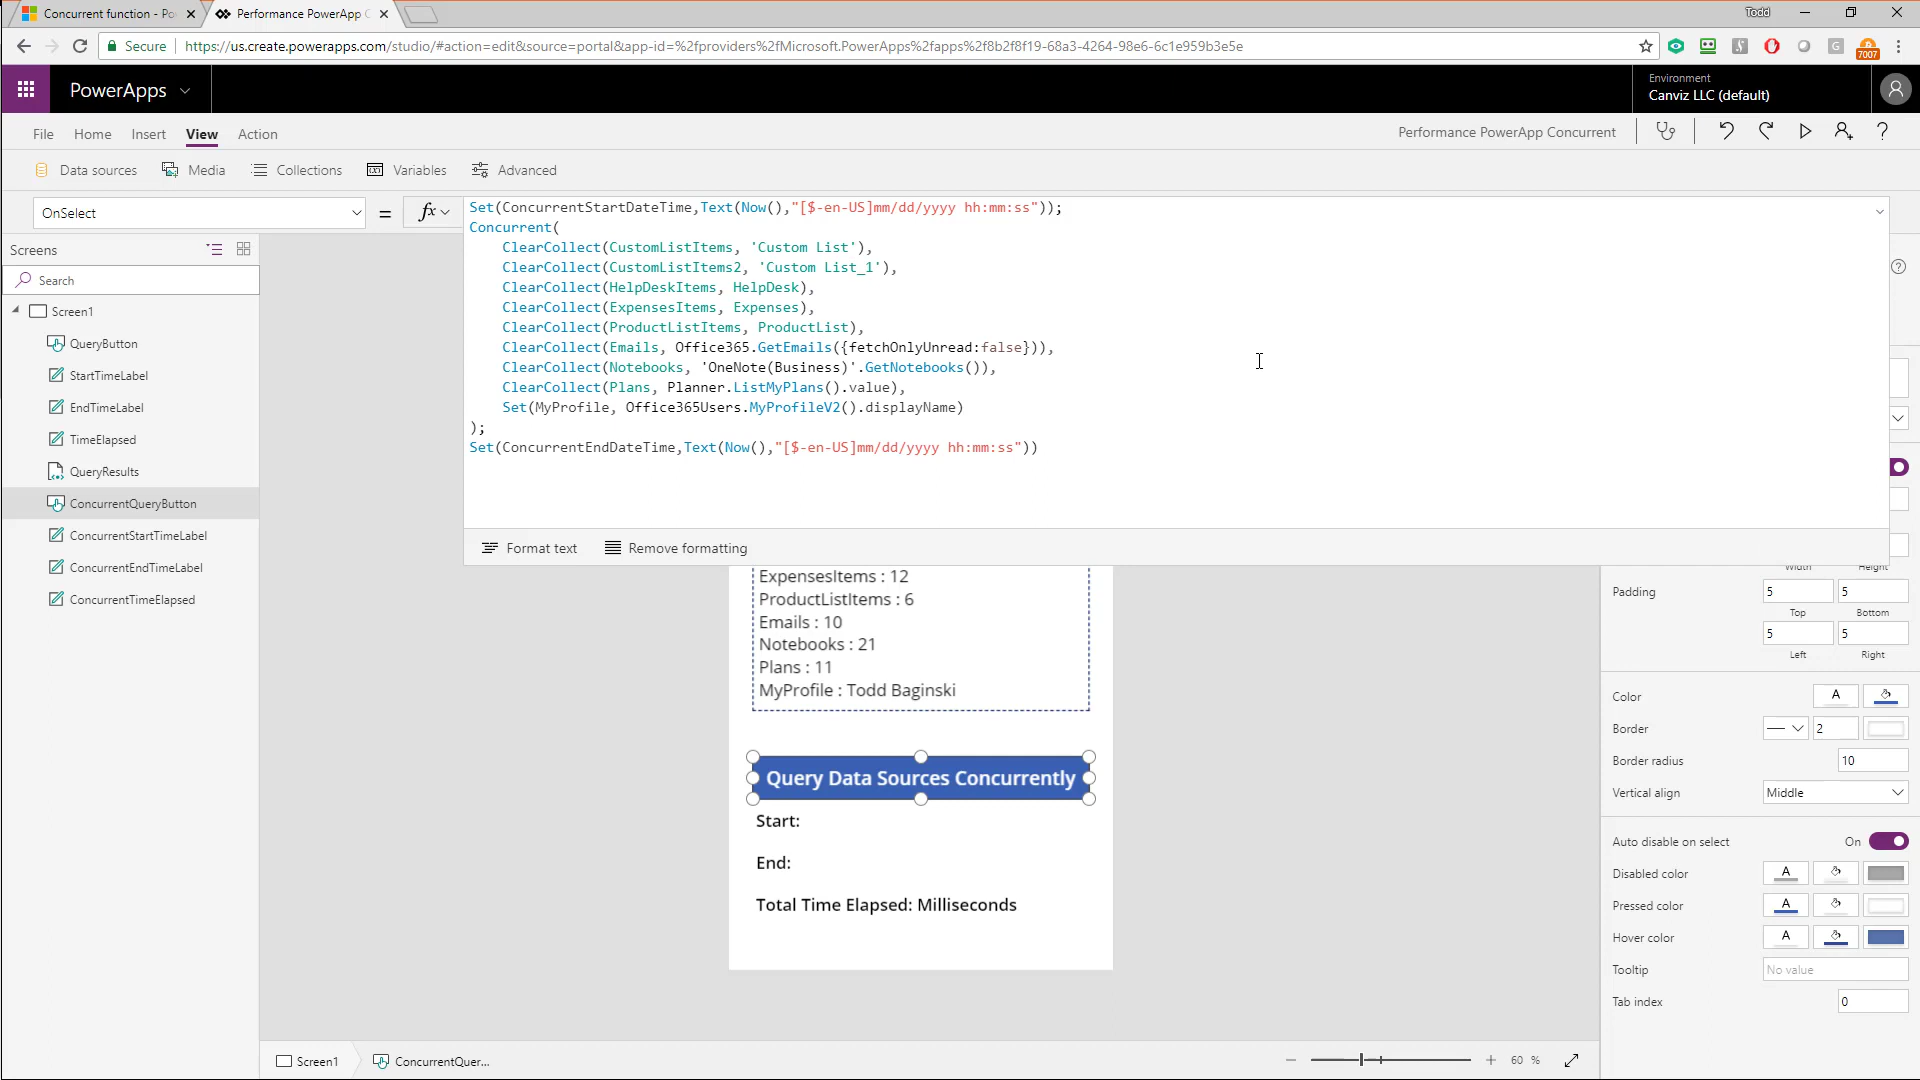 Concurrent function - Po
Performance PowerApp C
Todd
Secure
https://us.create.powerapps.com/studio/#action=edit&source=portal&app-id=%2fproviders%2fMicrosoft.PowerApps%2fapps%2f8b2f8f19-68a3-4264-98e6-6c1e959b3e5e
7007
PowerApps
Environment
Canviz LLC (default)
File Home Insert View Action
Performance PowerApp Concurrent
Data sources Media Collections Variables Advanced
OnSelect
= fx
Set(ConcurrentStartDateTime,Text(Now(),"[$-en-US]mm/dd/yyyy hh:mm:ss"));
Concurrent(
ClearCollect(CustomListItems, 'Custom List'),
ClearCollect(CustomListItems2, 'Custom List_1'),
ClearCollect(HelpDeskItems, HelpDesk),
ClearCollect(ExpensesItems, Expenses),
ClearCollect(ProductListItems, ProductList),
ClearCollect(Emails, Office365.GetEmails({fetchOnlyUnread:false})),
ClearCollect(Notebooks, 'OneNote(Business)'.GetNotebooks()),
ClearCollect(Plans, Planner.ListMyPlans().value),
Set(MyProfile, Office365Users.MyProfileV2().displayName)
);
Set(ConcurrentEndDateTime,Text(Now(),"[$-en-US]mm/dd/yyyy hh:mm:ss"))
Format text Remove formatting
Screens
Search
Screen1
QueryButton
StartTimeLabel
EndTimeLabel
TimeElapsed
QueryResults
ConcurrentQueryButton
ConcurrentStartTimeLabel
ConcurrentEndTimeLabel
ConcurrentTimeElapsed
ExpensesItems : 12
ProductListItems : 6
Emails : 10
Notebooks : 21
Plans : 11
MyProfile : Todd Baginski
Query Data Sources Concurrently
Start:
End:
Total Time Elapsed: Milliseconds
Width Height
Padding 5 5
Top Bottom
5 5
Left Right
Color A
Border 2
Border radius 10
Vertical align Middle
Auto disable on select On
Disabled color A
Pressed color A
Hover color A
Tooltip No value
Tab index 0
Screen1 ConcurrentQuer...
60 %